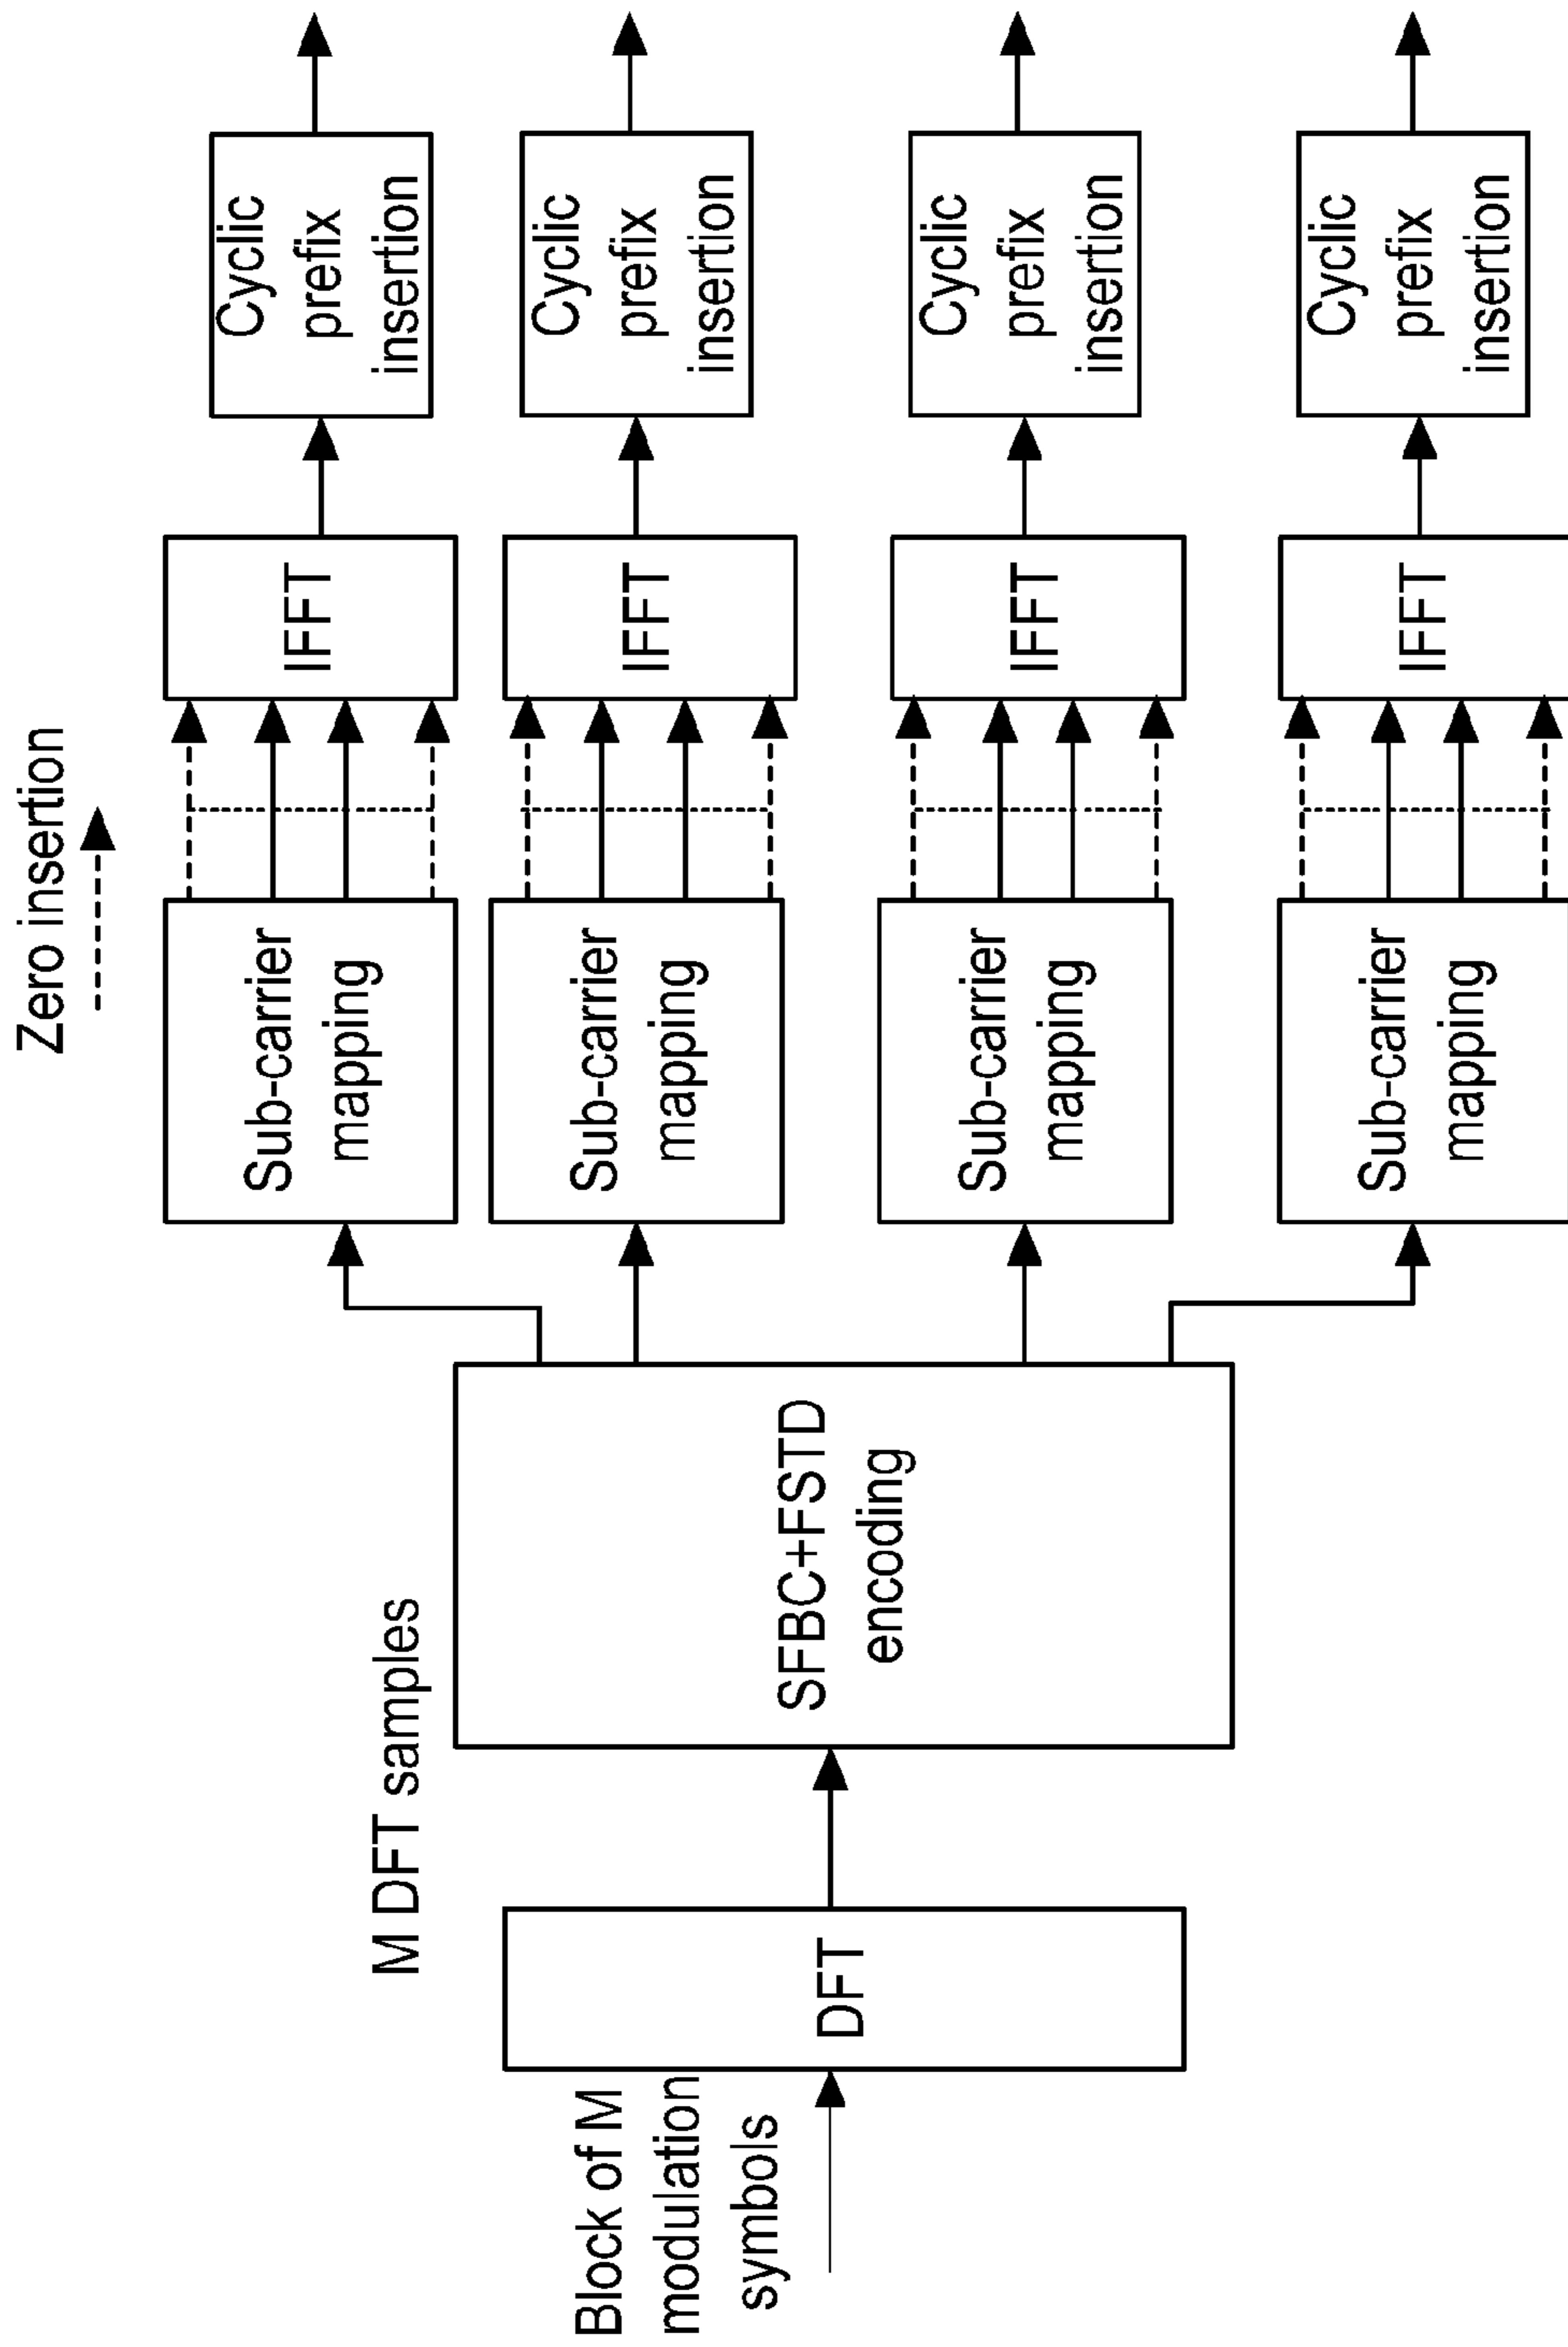 Zero insertion
Block of M
modulation
symbols
DFT
M DFT samples
SFBC+FSTD
encoding
Sub-carrier
mapping
IFFT
Cyclic
prefix
insertion
Sub-carrier
mapping
IFFT
Cyclic
prefix
insertion
Sub-carrier
mapping
IFFT
Cyclic
prefix
insertion
Sub-carrier
mapping
IFFT
Cyclic
prefix
insertion